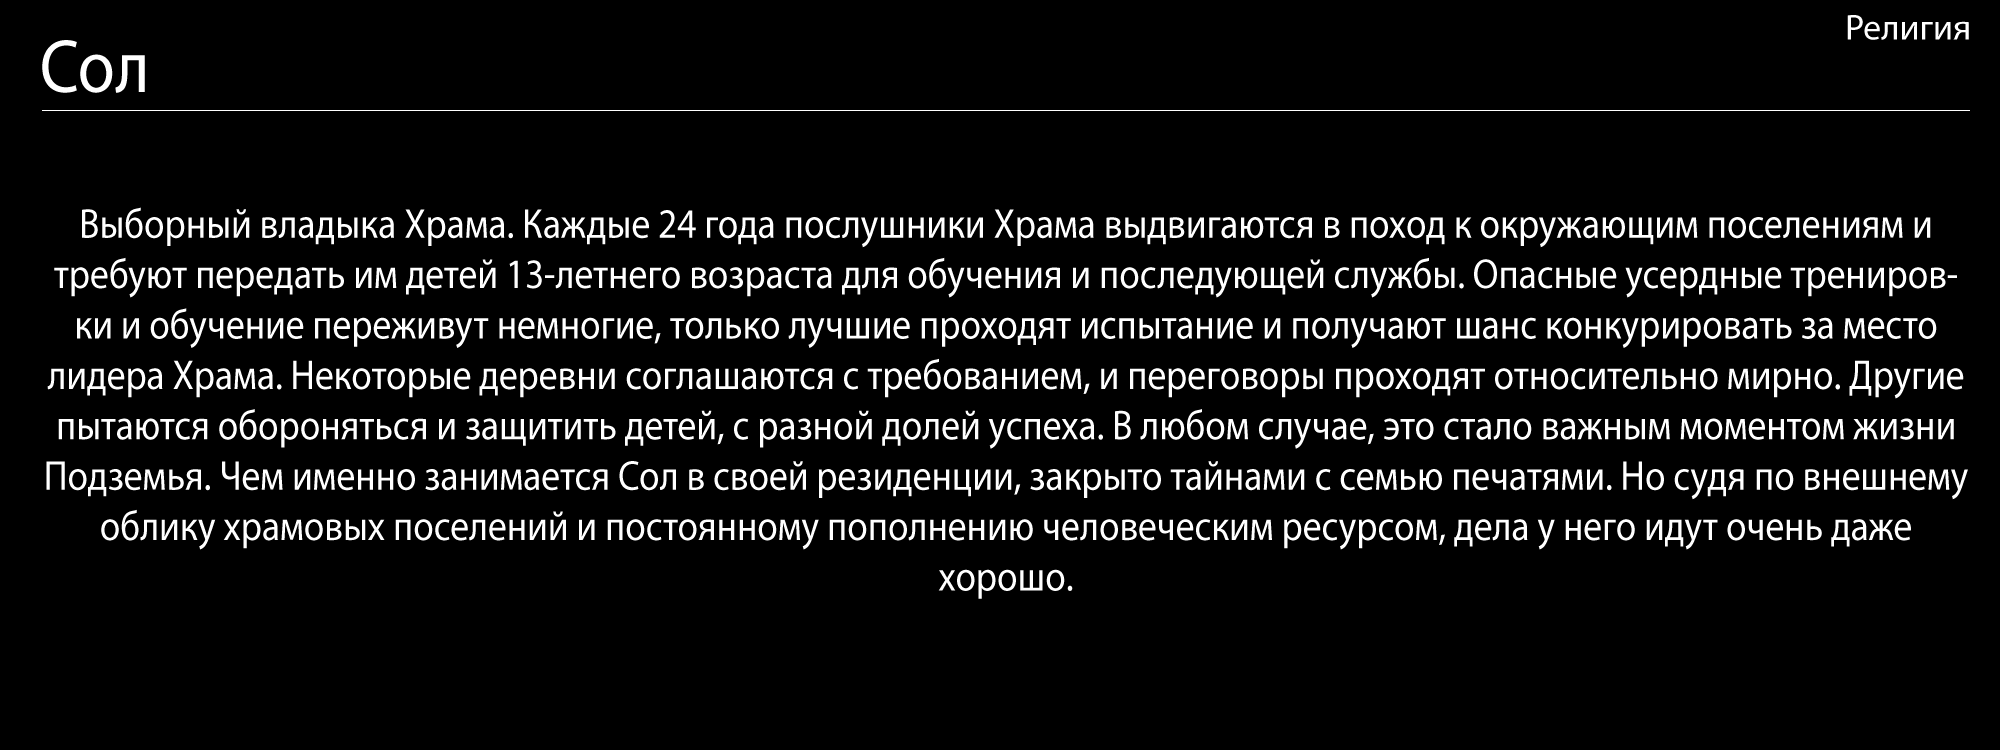 Религия
Сол
Выборный владыка Храма. Каждые 24 года послушники Храма выдвигаются в поход к окружающим поселениям и
требуют передать им детей 13-летнего возраста для обучения и последующей службы. Опасные усердные трениров-
ки и обучение переживут немногие, только лучшие проходят испытание и получают шанс конкурировать за место
лидера Храма. Некоторые деревни соглашаются с требованием, и переговоры проходят относительно мирно. Другие
пытаются обороняться и защитить детей, с разной долей успеха. В любом случае, это стало важным моментом жизни
Подземья. Чем именно занимается Сол в своей резиденции, закрыто тайнами с семью печатями. Но судя по внешнему
облику храмовых поселений и постоянному пополнению человеческим ресурсом, дела у него идут очень даже
хорошо.